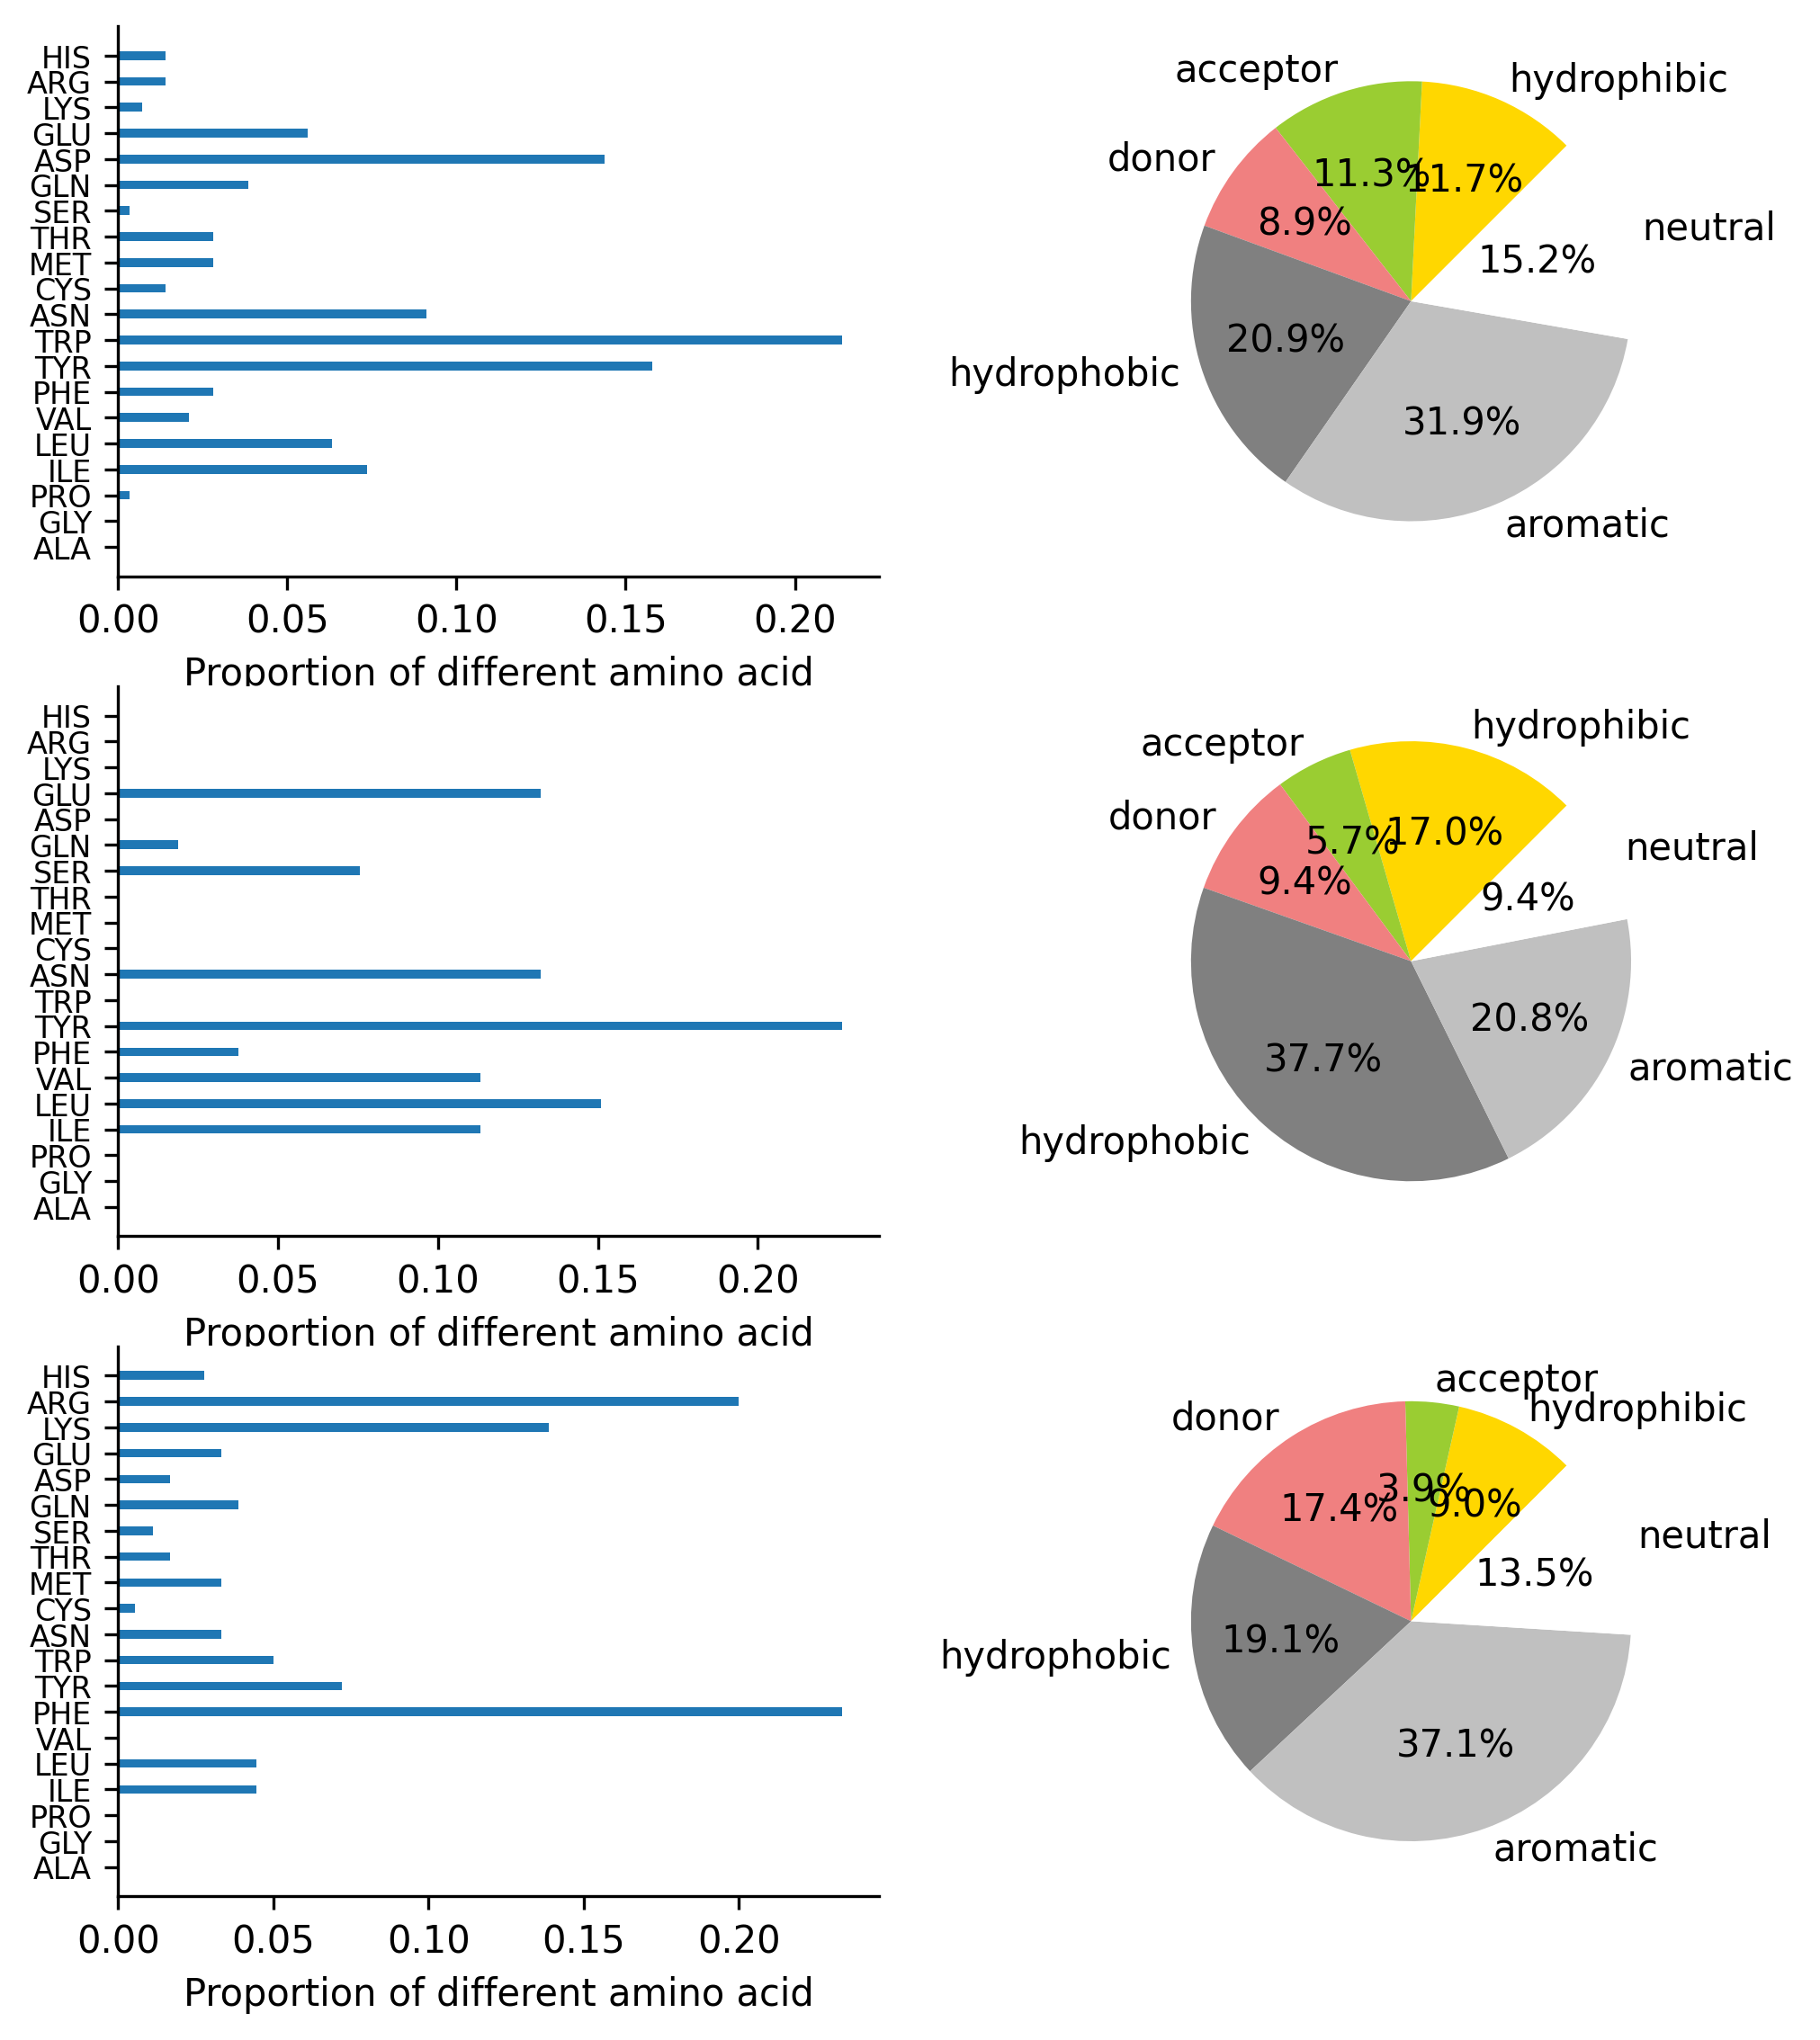 HIS
ARG
LYS
GLU
ASP
GLN
SER
THR
MET
CYS
ASN
TRP
TYR
PHE
VAL
LEU
ILE
PRO
GLY
ALA
0.00 0.05 0.10 0.15 0.20
Proportion of different amino acid
acceptor
hydrophibic
donor
neutral
hydrophobic
aromatic
11.3%
11.7%
8.9%
15.2%
20.9%
31.9%
HIS
ARG
LYS
GLU
ASP
GLN
SER
THR
MET
CYS
ASN
TRP
TYR
PHE
VAL
LEU
ILE
PRO
GLY
ALA
0.00 0.05 0.10 0.15 0.20
Proportion of different amino acid
hydrophibic
acceptor
donor
neutral
hydrophobic
aromatic
17.0%
5.7%
9.4%
9.4%
37.7%
20.8%
HIS
ARG
LYS
GLU
ASP
GLN
SER
THR
MET
CYS
ASN
TRP
TYR
PHE
VAL
LEU
ILE
PRO
GLY
ALA
0.00 0.05 0.10 0.15 0.20
Proportion of different amino acid
acceptor
hydrophibic
donor
neutral
hydrophobic
aromatic
3.9%
9.0%
17.4%
13.5%
19.1%
37.1%